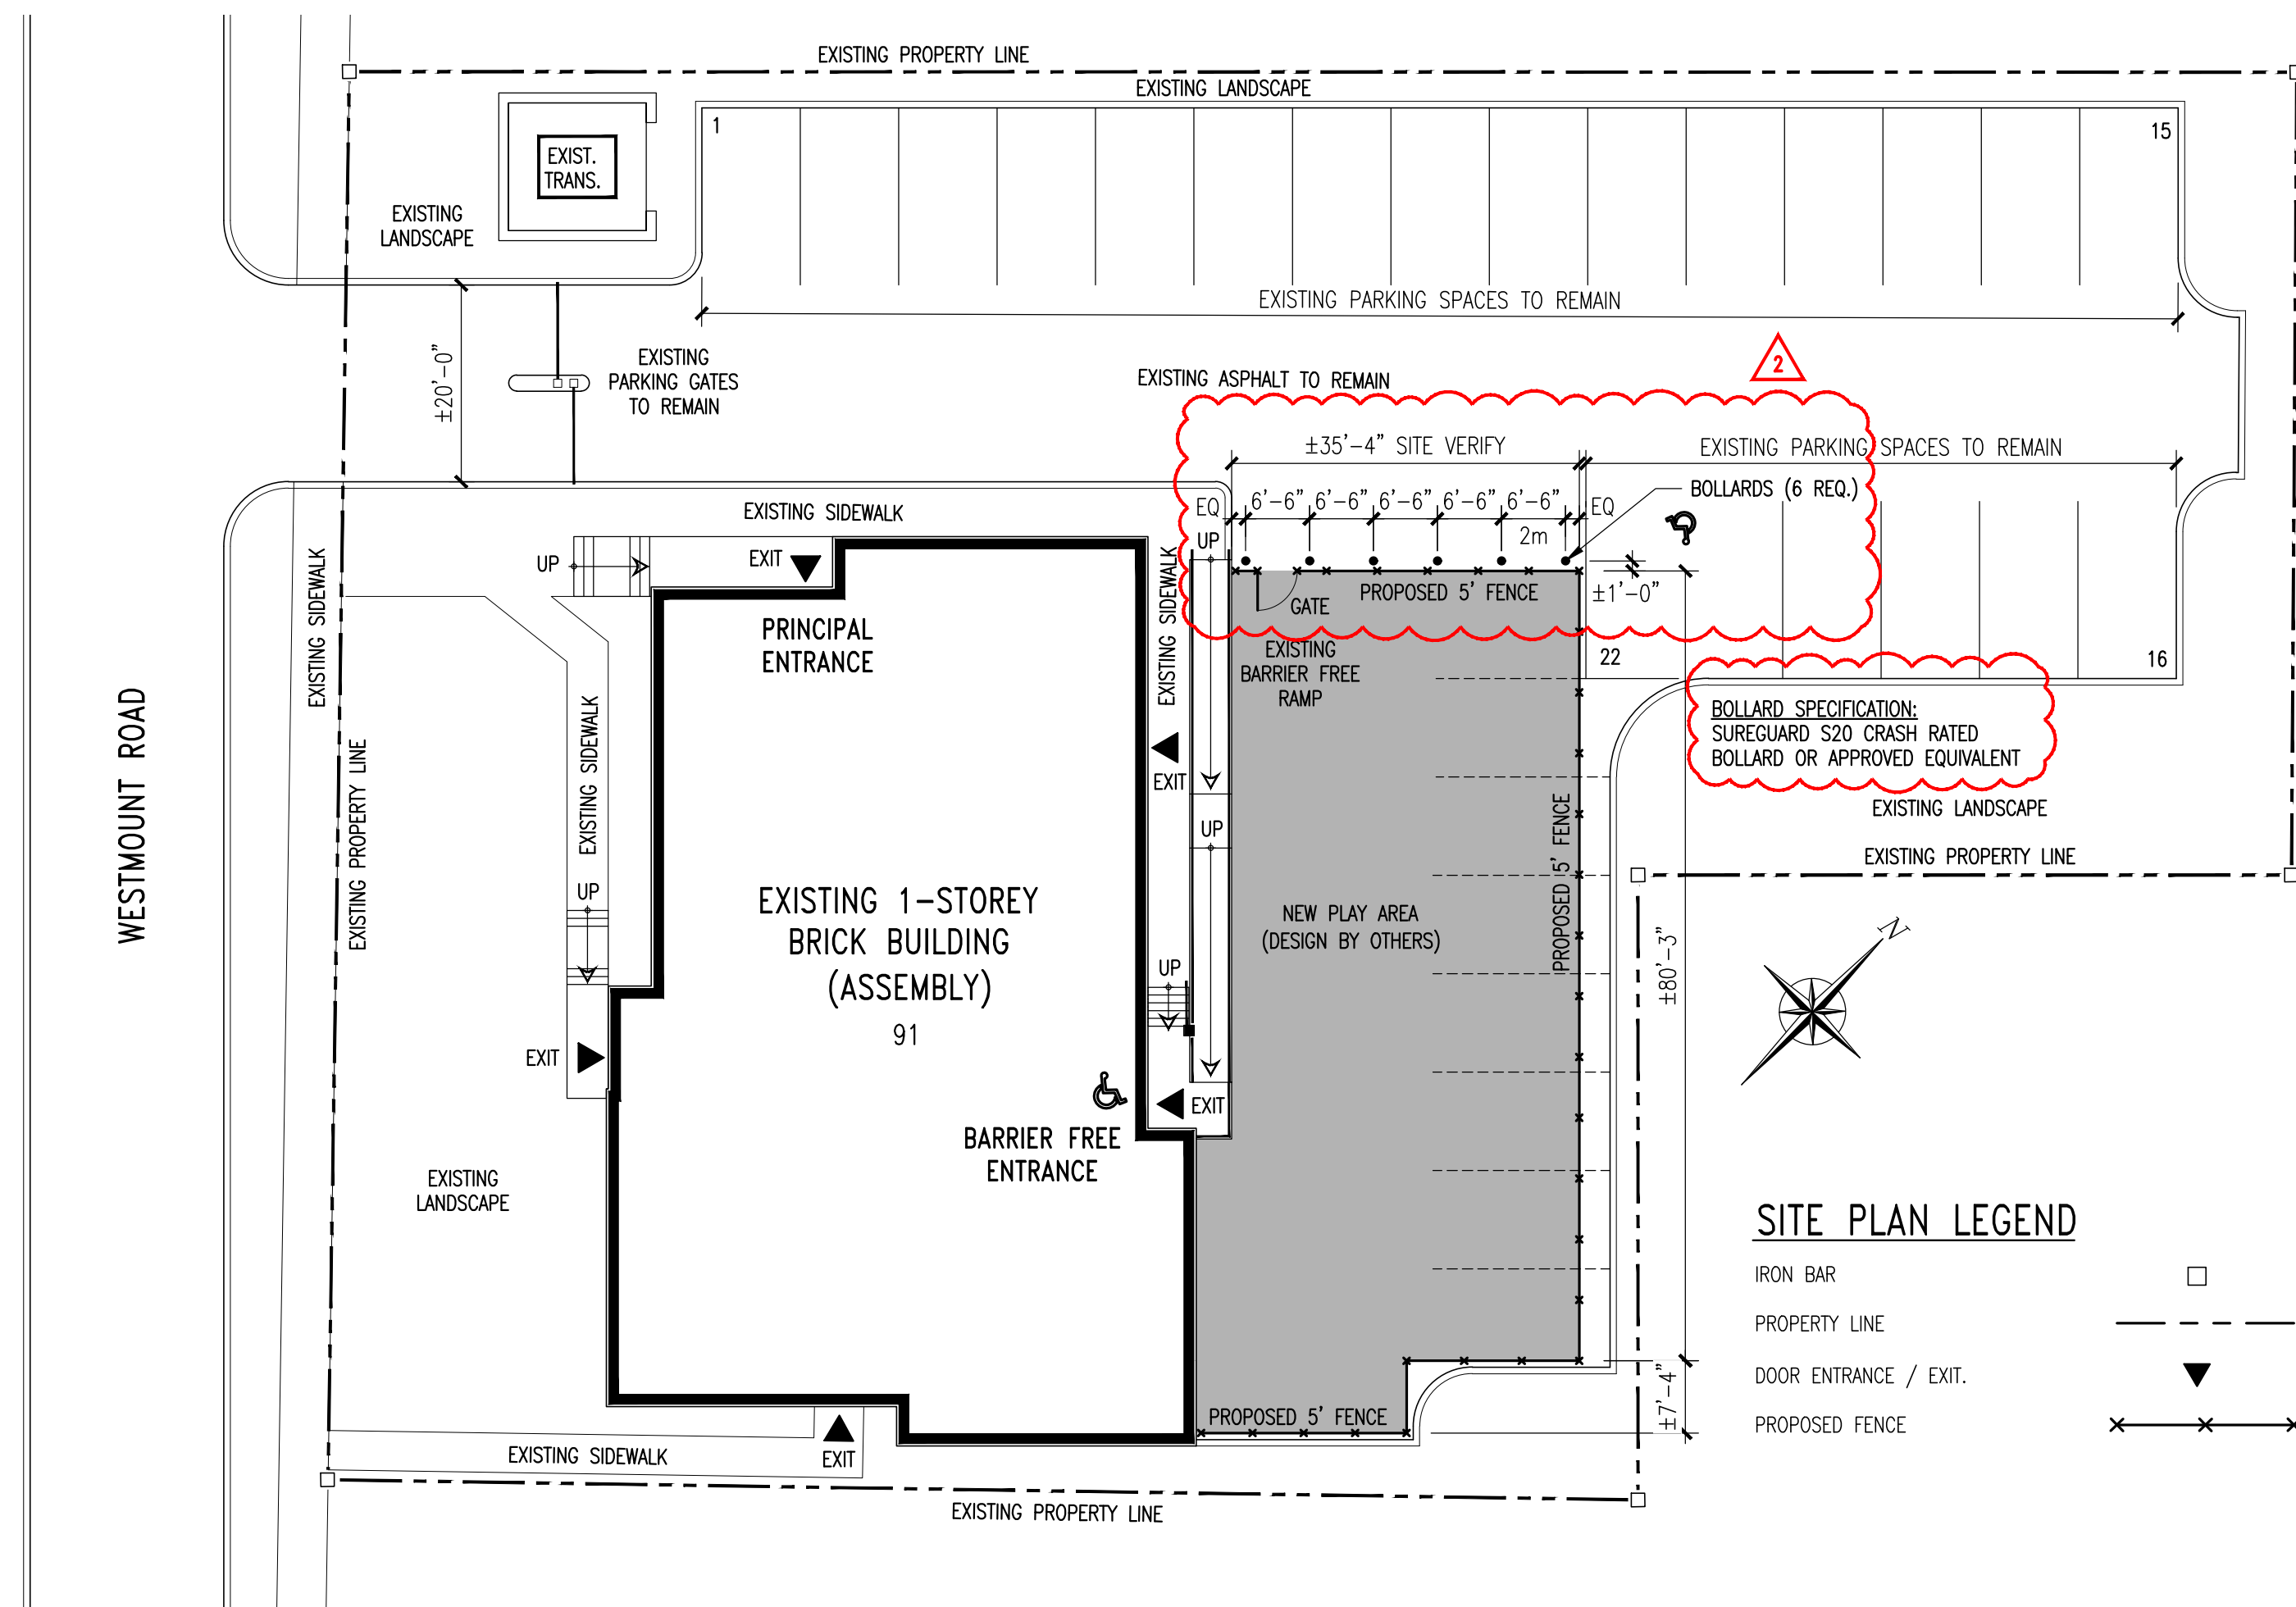 EXISTING PROPERTY LINE
EXISTING LANDSCAPE
1
15
EXIST.
TRANS.
EXISTING
LANDSCAPE
EXISTING PARKING SPACES TO REMAIN
±20'-0"
EXISTING
PARKING GATES
TO REMAIN
EXISTING ASPHALT TO REMAIN
2
±35'-4" SITE VERIFY
EXISTING PARKING SPACES TO REMAIN
BOLLARDS (6 REQ.)
EQ
6'-6"
6'-6"
6'-6"
6'-6"
6'-6"
EQ
2m
EXISTING SIDEWALK
UP
EXIT
UP
EXISTING SIDEWALK
EXISTING SIDEWALK
PROPOSED 5' FENCE
±1'-0"
GATE
PRINCIPAL
ENTRANCE
EXISTING
BARRIER FREE
RAMP
22
16
BOLLARD SPECIFICATION:
SUREGUARD S20 CRASH RATED
BOLLARD OR APPROVED EQUIVALENT
EXISTING LANDSCAPE
EXISTING PROPERTY LINE
WESTMOUNT ROAD
EXISTING PROPERTY LINE
EXISTING SIDEWALK
EXIT
UP
PROPOSED 5' FENCE
UP
EXISTING 1-STOREY
BRICK BUILDING
(ASSEMBLY)
91
NEW PLAY AREA
(DESIGN BY OTHERS)
UP
±80'-3"
N
EXIT
EXIT
BARRIER FREE
ENTRANCE
EXISTING
LANDSCAPE
SITE PLAN LEGEND
IRON BAR
PROPERTY LINE
DOOR ENTRANCE / EXIT.
PROPOSED FENCE
±7'-4"
PROPOSED 5' FENCE
EXISTING SIDEWALK
EXIT
EXISTING PROPERTY LINE